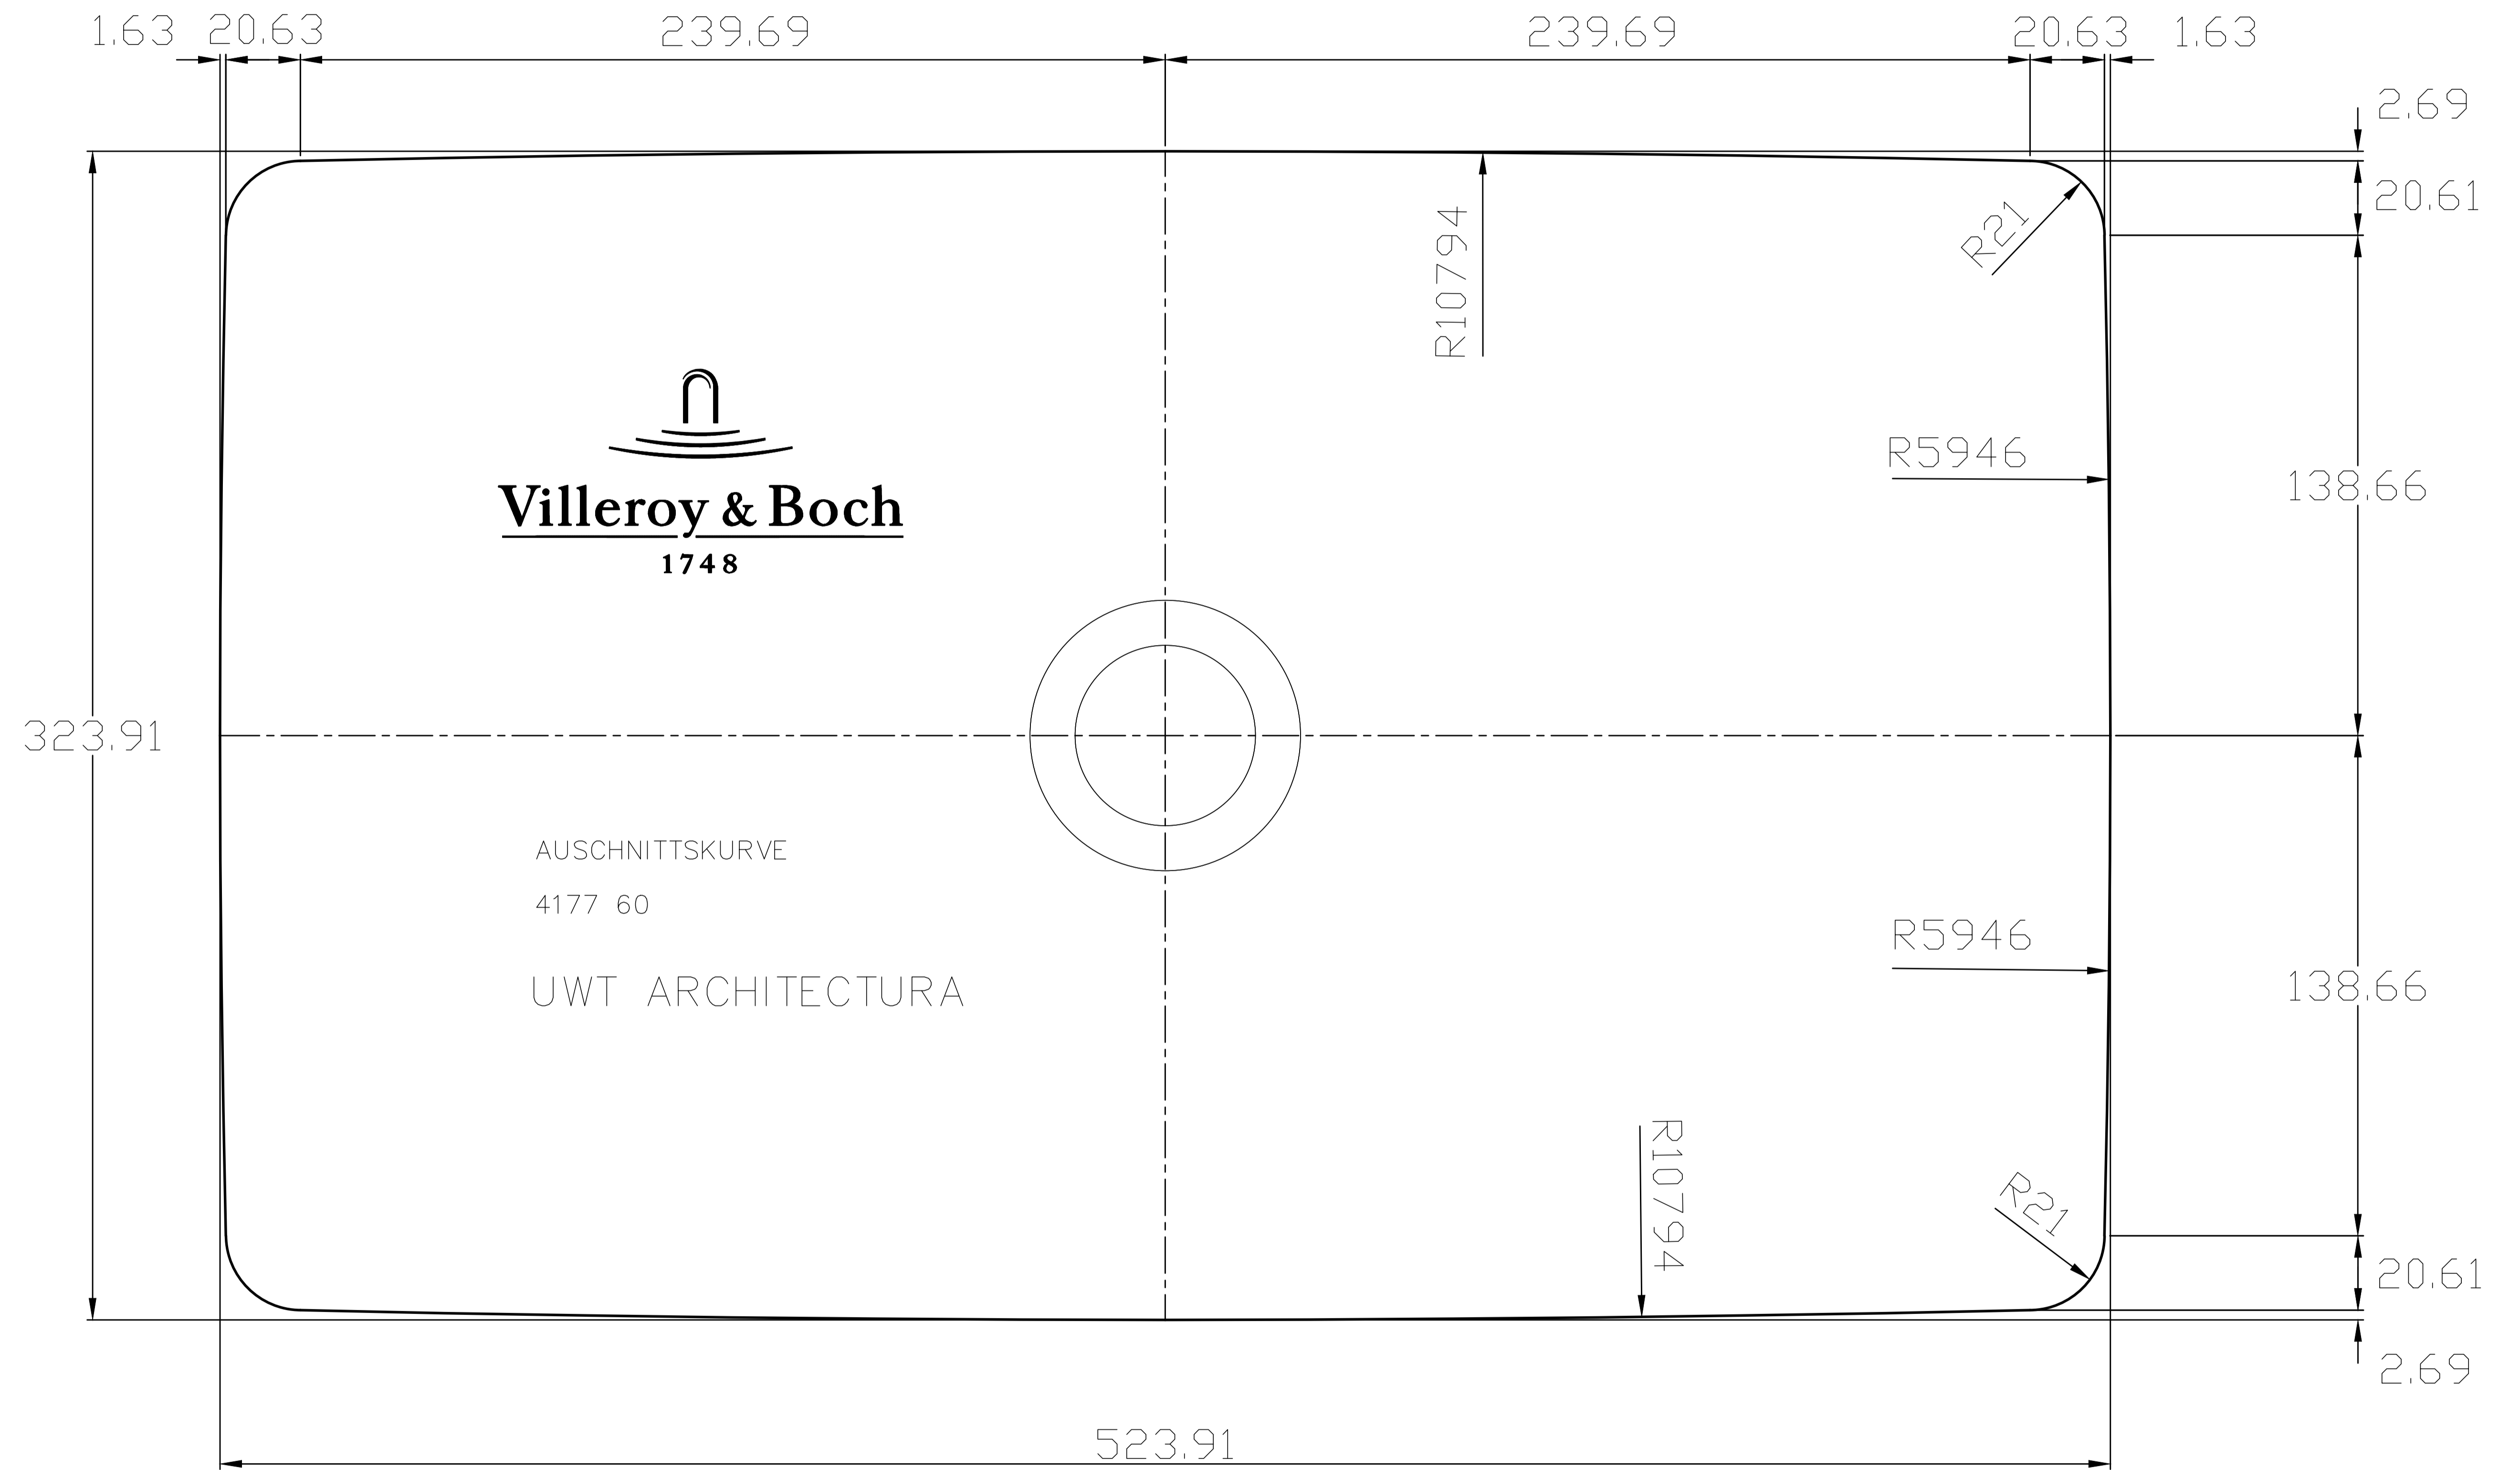 1.63 20.63 239.69 239.69 20.63 1.63
2.69
20.61
R21
R10794
R5946
138.66
Villeroy & Boch
1748
323.91
AUSCHNITTSKURVE
4177 60
R5946
UWT ARCHITECTURA
138.66
R10794
R21
20.61
2.69
523.91